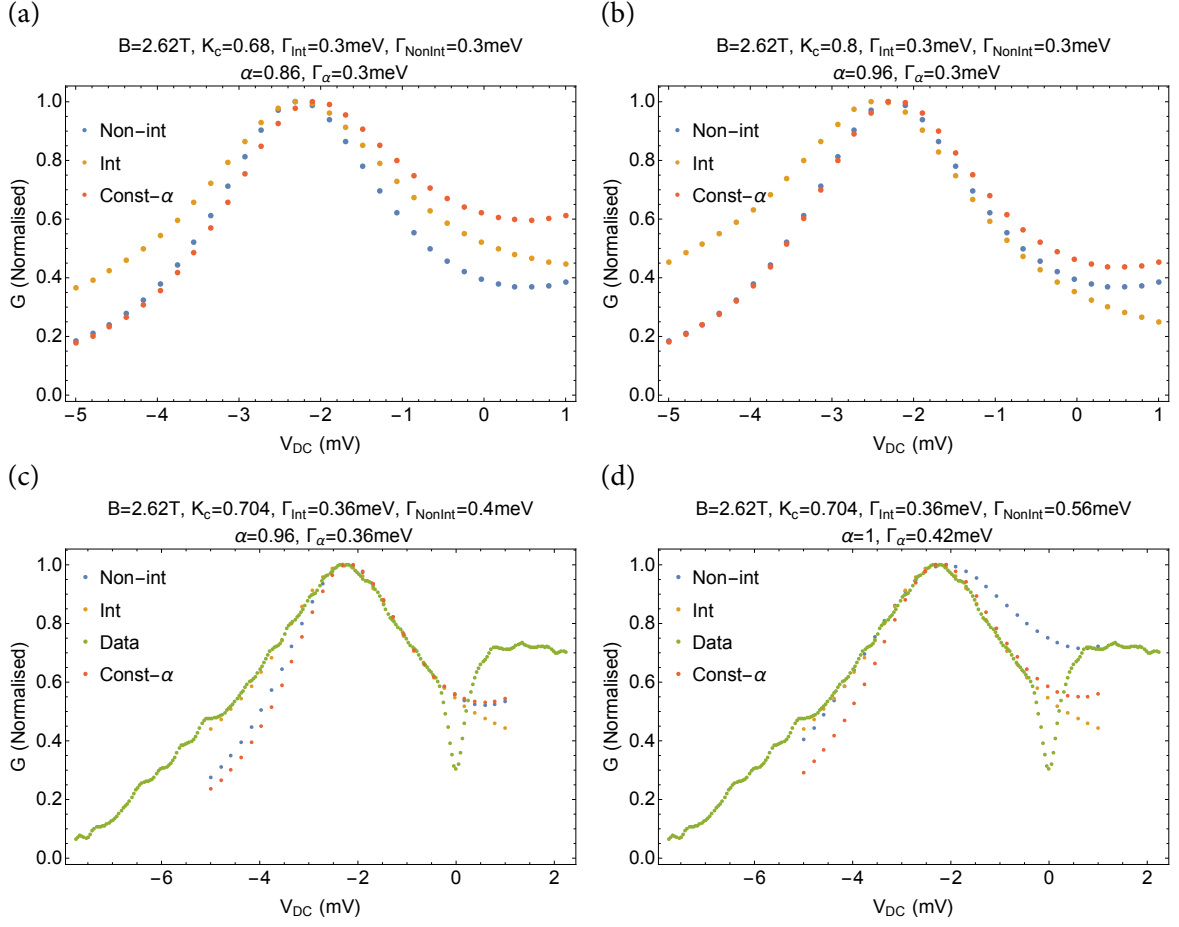 (a)
B=2.62T, K_c=0.68, Γ_Int=0.3meV, Γ_NonInt=0.3meV
α=0.86, Γ_α=0.3meV
1.0
0.8
0.6
0.4
0.2
0.0
G (Normalised)
Non-int
Int
Const-α
−5 −4 −3 −2 −1 0 1
V_DC (mV)
(b)
B=2.62T, K_c=0.8, Γ_Int=0.3meV, Γ_NonInt=0.3meV
α=0.96, Γ_α=0.3meV
1.0
0.8
0.6
0.4
0.2
0.0
G (Normalised)
Non-int
Int
Const-α
−5 −4 −3 −2 −1 0 1
V_DC (mV)
(c)
B=2.62T, K_c=0.704, Γ_Int=0.36meV, Γ_NonInt=0.4meV
α=0.96, Γ_α=0.36meV
1.0
0.8
0.6
0.4
0.2
0.0
G (Normalised)
Non-int
Int
Data
Const-α
−6 −4 −2 0 2
V_DC (mV)
(d)
B=2.62T, K_c=0.704, Γ_Int=0.36meV, Γ_NonInt=0.56meV
α=1, Γ_α=0.42meV
1.0
0.8
0.6
0.4
0.2
0.0
G (Normalised)
Non-int
Int
Data
Const-α
−6 −4 −2 0 2
V_DC (mV)